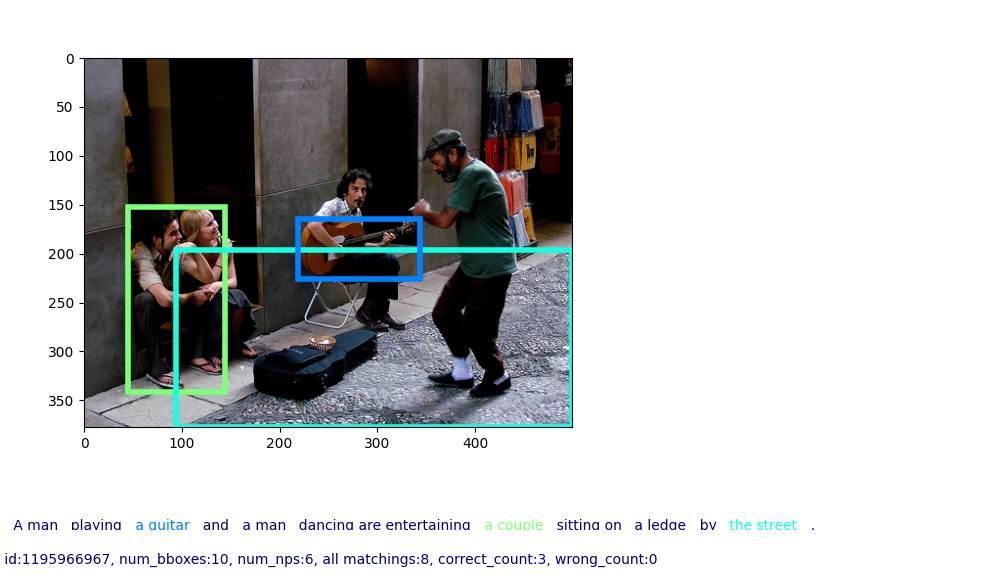 0
50
100
150
200
250
300
350
0 100 200 300 400
A man playing a guitar and a man dancing are entertaining a couple sitting on a ledge by the street .
id:1195966967, num_bboxes:10, num_nps:6, all matchings:8, correct_count:3, wrong_count:0